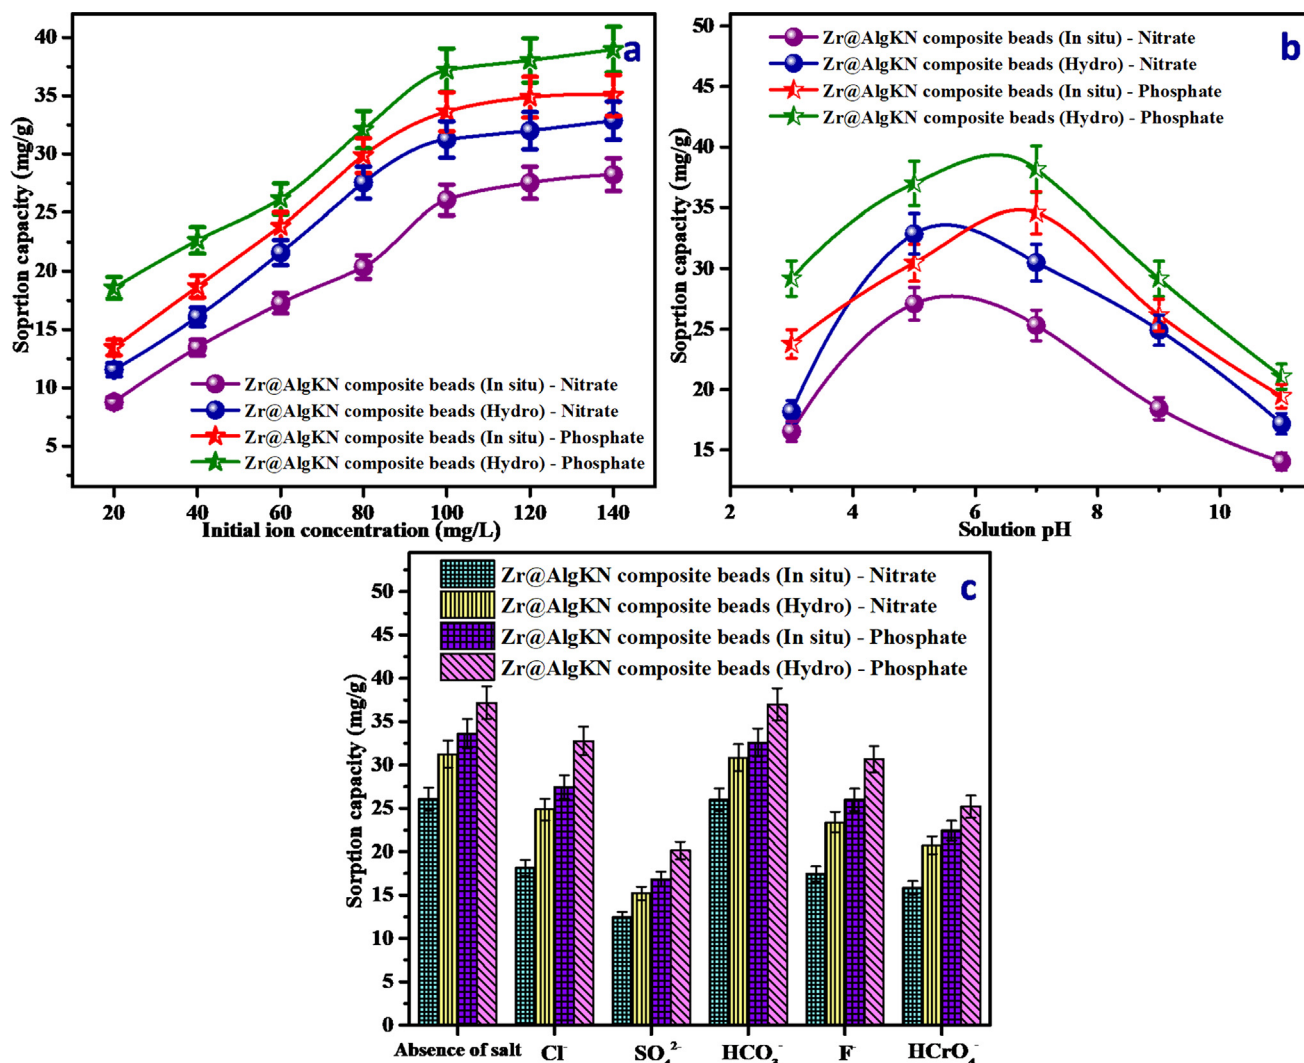 a
40
35
30
25
20
15
10
5
Soprtion capacity (mg/g)
Zr@AlgKN composite beads (In situ) - Nitrate
Zr@AlgKN composite beads (Hydro) - Nitrate
Zr@AlgKN composite beads (In situ) - Phosphate
Zr@AlgKN composite beads (Hydro) - Phosphate
20 40 60 80 100 120 140
Initial ion concentration (mg/L)
b
50
45
40
35
30
25
20
15
Soprtion capacity (mg/g)
Zr@AlgKN composite beads (In situ) - Nitrate
Zr@AlgKN composite beads (Hydro) - Nitrate
Zr@AlgKN composite beads (In situ) - Phosphate
Zr@AlgKN composite beads (Hydro) - Phosphate
2 4 6 8 10
Solution pH
c
50
45
40
35
30
25
20
15
10
5
0
Sorption capacity (mg/g)
Zr@AlgKN composite beads (In situ) - Nitrate
Zr@AlgKN composite beads (Hydro) - Nitrate
Zr@AlgKN composite beads (In situ) - Phosphate
Zr@AlgKN composite beads (Hydro) - Phosphate
Absence of salt Cl⁻ SO₄²⁻ HCO₃⁻ F⁻ HCrO₄⁻